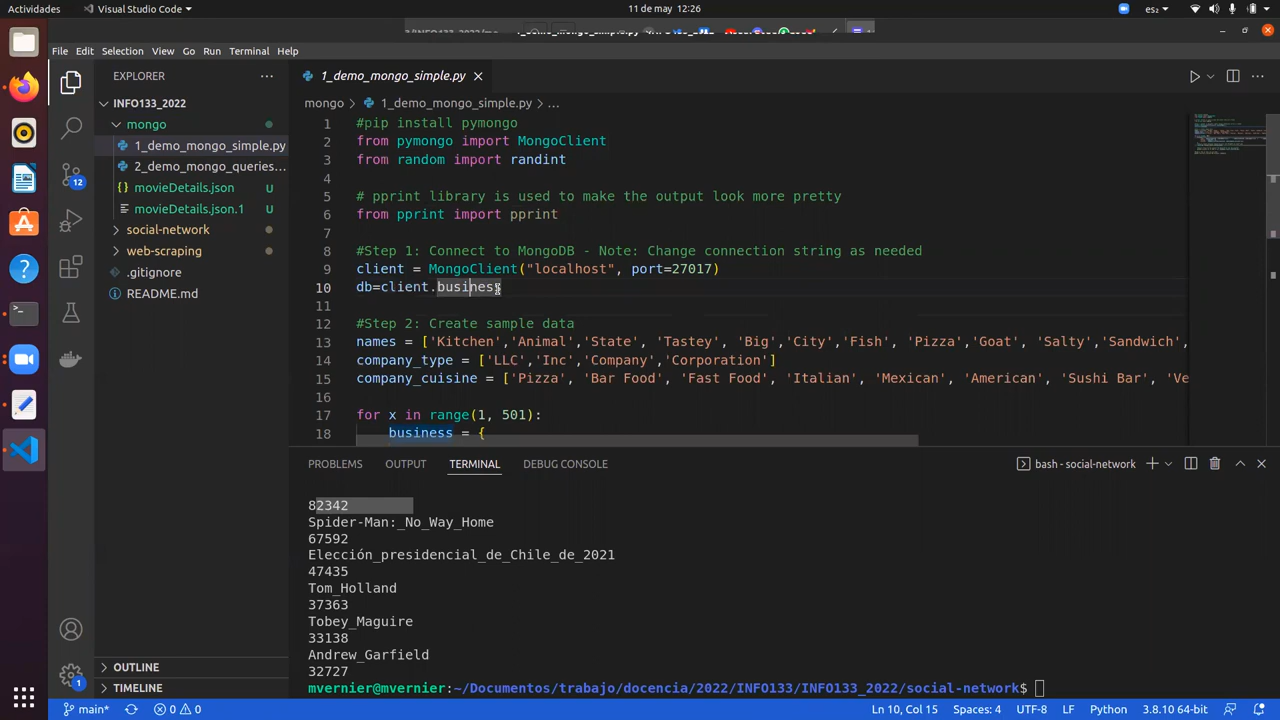 Actividades
Visual Studio Code
11 de may 12:26
es₂
1_demo_mongo_simple.py
File Edit Selection View Go Run Terminal Help
EXPLORER
1_demo_mongo_simple.py
INFO133_2022
mongo
1_demo_mongo_simple.py
2_demo_mongo_queries...
movieDetails.json U
movieDetails.json.1 U
social-network
web-scraping
.gitignore
README.md
OUTLINE
TIMELINE
12
1
mongo > 1_demo_mongo_simple.py > ...
1 #pip install pymongo
2 from pymongo import MongoClient
3 from random import randint
4
5 # pprint library is used to make the output look more pretty
6 from pprint import pprint
7
8 #Step 1: Connect to MongoDB - Note: Change connection string as needed
9 client = MongoClient("localhost", port=27017)
10 db=client.business
11
12 #Step 2: Create sample data
13 names = ['Kitchen','Animal','State', 'Tastey', 'Big','City','Fish', 'Pizza','Goat', 'Salty','Sandwich',
14 company_type = ['LLC','Inc','Company','Corporation']
15 company_cuisine = ['Pizza', 'Bar Food', 'Fast Food', 'Italian', 'Mexican', 'American', 'Sushi Bar', 'Ve
16
17 for x in range(1, 501):
18 business = {
PROBLEMS OUTPUT TERMINAL DEBUG CONSOLE
bash - social-network
82342
Spider-Man:_No_Way_Home
67592
Elección_presidencial_de_Chile_de_2021
47435
Tom_Holland
37363
Tobey_Maguire
33138
Andrew_Garfield
32727
mvernier@mvernier:~/Documentos/trabajo/docencia/2022/INFO133/INFO133_2022/social-network$
main* 0 0 Ln 10, Col 15 Spaces: 4 UTF-8 LF Python 3.8.10 64-bit